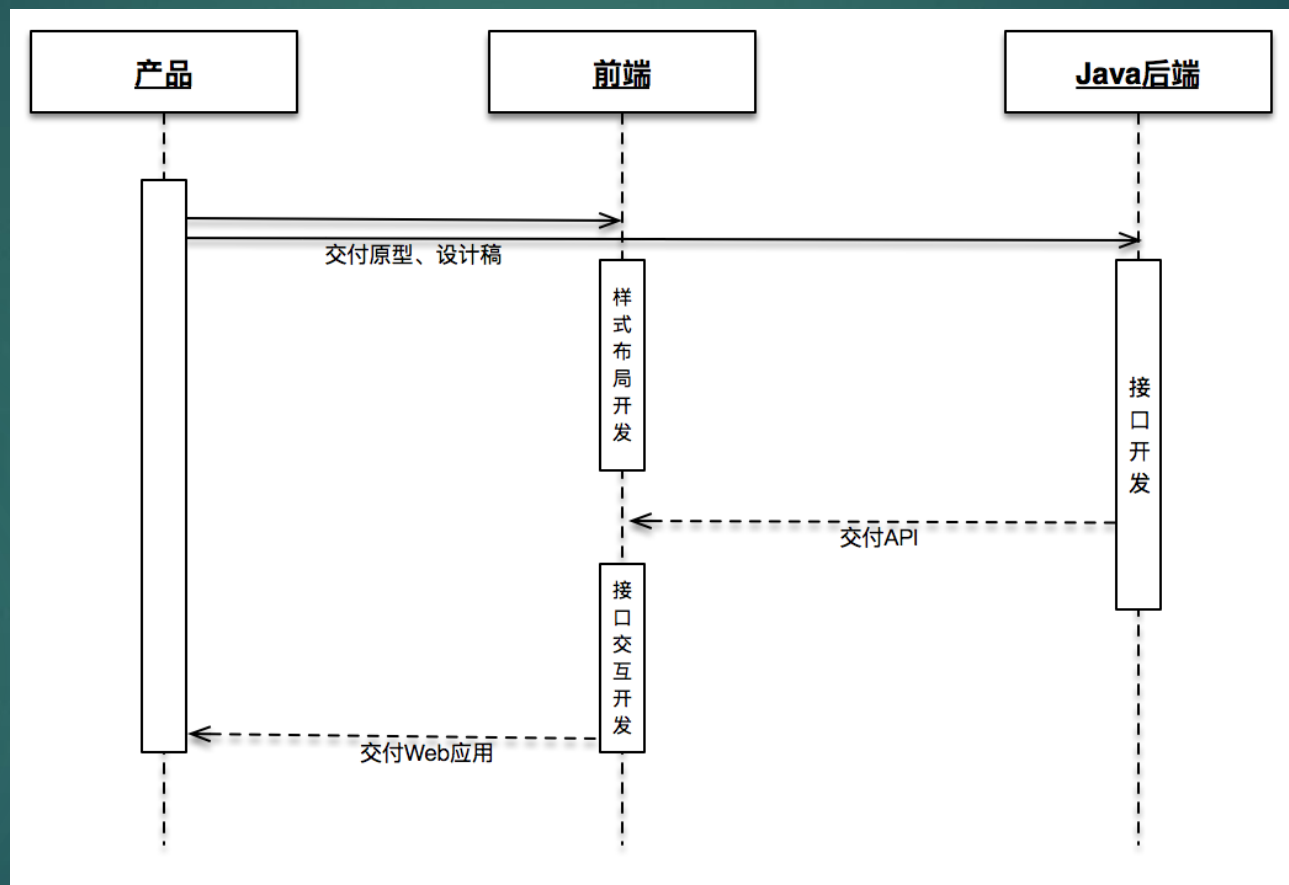 产品
前端
Java后端
交付原型、设计稿
样式布局开发
接口开发
交付API
接口交互开发
交付Web应用